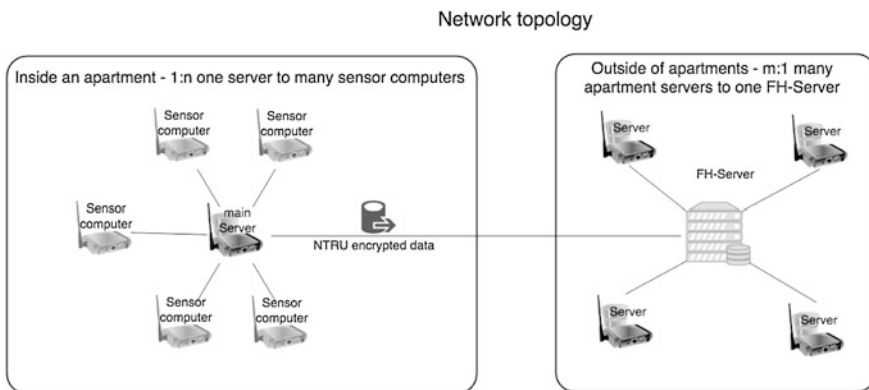 Network topology
Inside an apartment - 1:n one server to many sensor computers
Sensor
computer
Sensor
computer
Sensor
computer
main
Server
NTRU encrypted data
Sensor
computer
Sensor
computer
Outside of apartments - m:1 many
apartment servers to one FH-Server
Server
Server
FH-Server
Server
Server